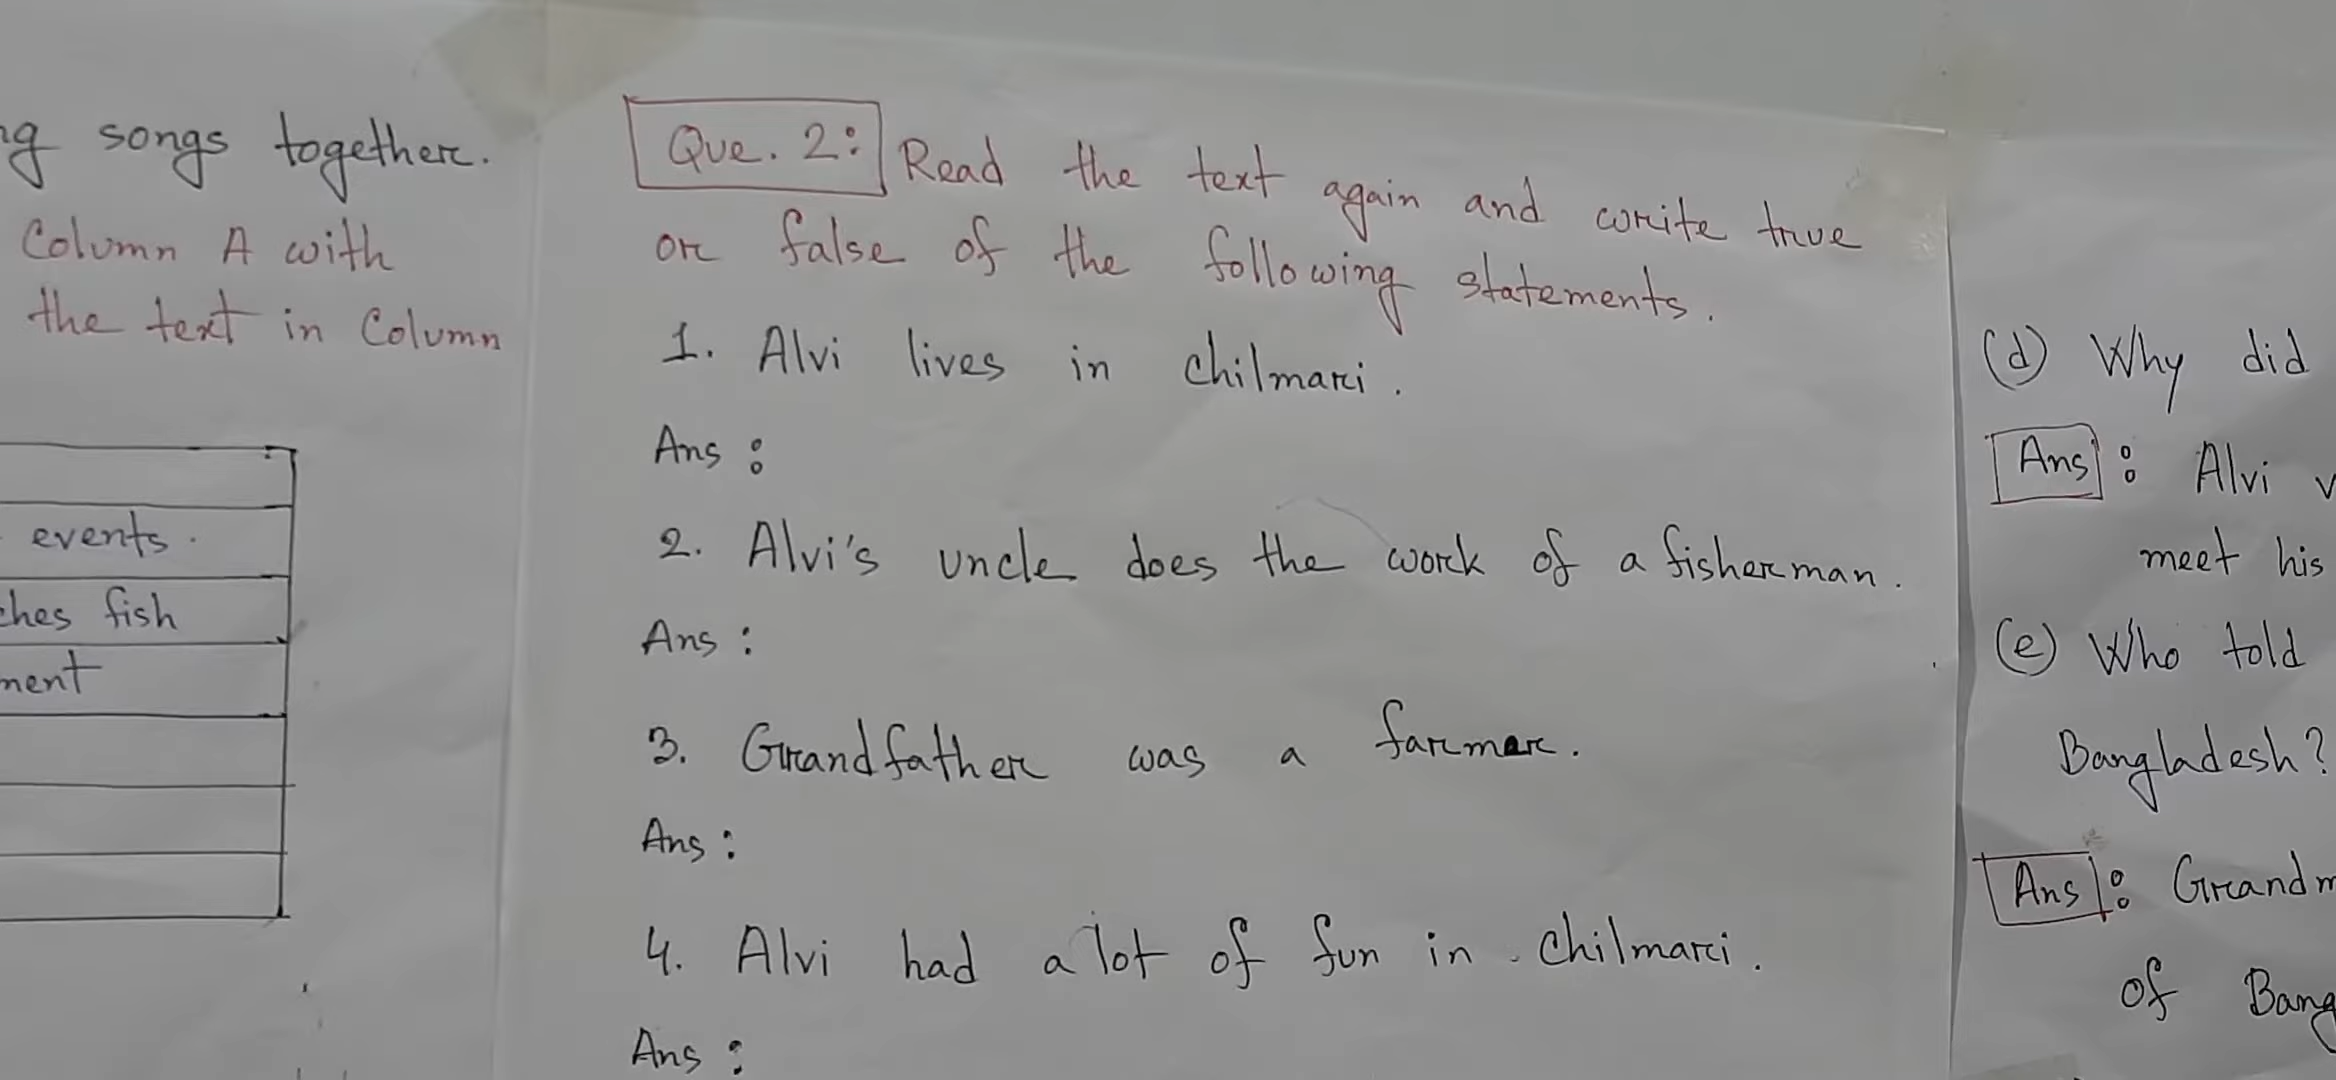 songs together.
Column A with
the text in Column
events.
fish
Que. 2: Read the text again and write true
or false of the following statements.
1. Alvi lives in chilmari.
Ans :
2. Alvi's uncle does the work of a fisherman.
Ans :
3. Grandfather was a farmer.
Ans :
4. Alvi had a lot of fun in chilmari.
Ans :
(d) Why did
Ans : Alvi
meet his
(e) Who told
Bangladesh?
Ans :
of